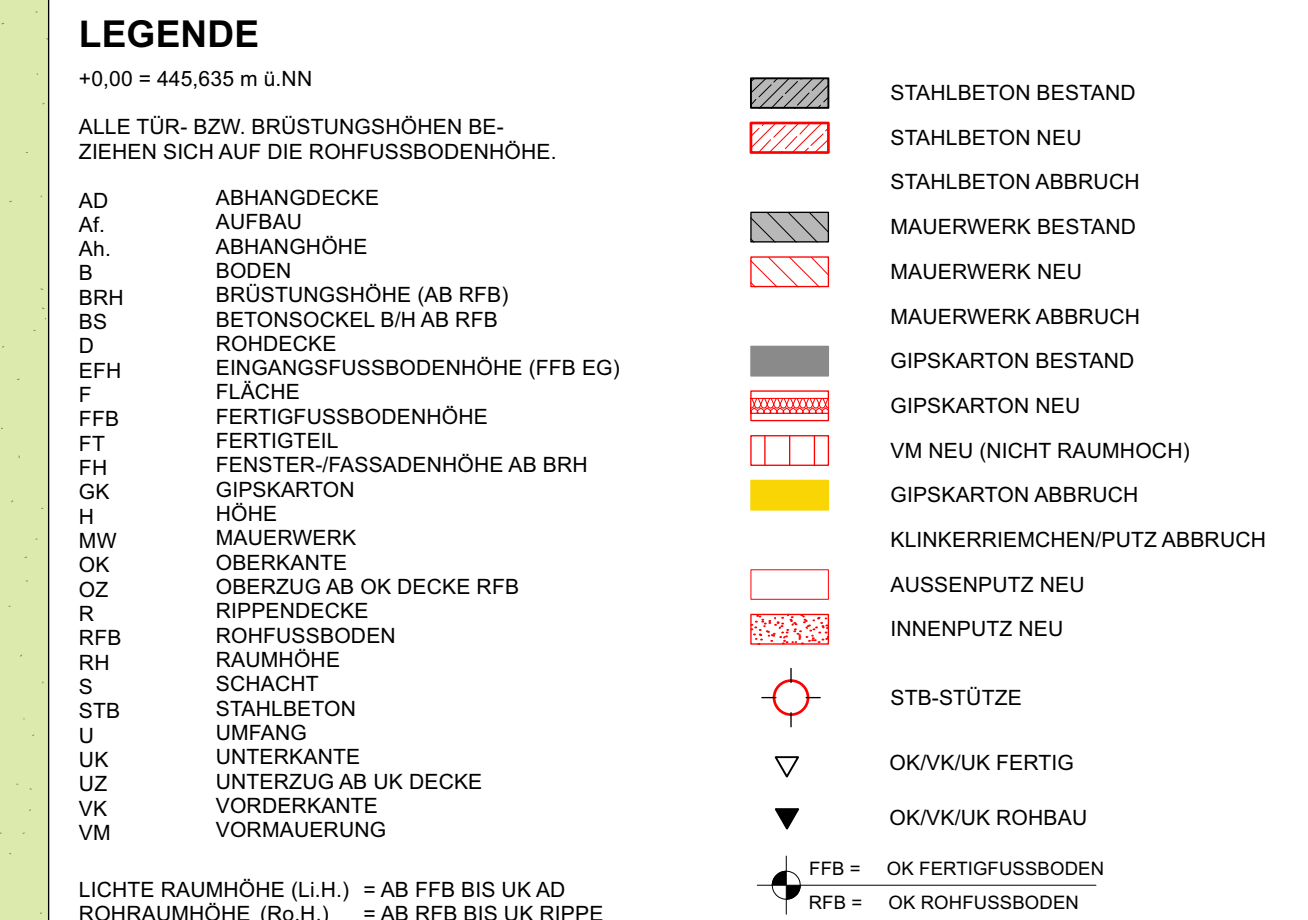 LEGENDE
+0,00 = 445,635 m ü.NN
ALLE TÜR- BZW. BRÜSTUNGSHÖHEN BE-
ZIEHEN SICH AUF DIE ROHFUSSBODENHÖHE.
AD ABHANGDECKE
Af. AUFBAU
Ah. ABHANGHÖHE
B BODEN
BRH BRÜSTUNGSHÖHE (AB RFB)
BS BETONSOCKEL B/H AB RFB
D ROHDECKE
EFH EINGANGSFUSSBODENHÖHE (FFB EG)
F FLÄCHE
FFB FERTIGFUSSBODENHÖHE
FT FERTIGTEIL
FH FENSTER-/FASSADENHÖHE AB BRH
GK GIPSKARTON
H HÖHE
MW MAUERWERK
OK OBERKANTE
OZ OBERZUG AB OK DECKE RFB
R RIPPENDECKE
RFB ROHFUSSBODEN
RH RAUMHÖHE
S SCHACHT
STB STAHLBETON
U UMFANG
UK UNTERKANTE
UZ UNTERZUG AB UK DECKE
VK VORDERKANTE
VM VORMAUERUNG
LICHTE RAUMHÖHE (Li.H.) = AB FFB BIS UK AD
ROHRAUMHÖHE (Ro.H.) = AB RFB BIS UK RIPPE
STAHLBETON BESTAND
STAHLBETON NEU
STAHLBETON ABBRUCH
MAUERWERK BESTAND
MAUERWERK NEU
MAUERWERK ABBRUCH
GIPSKARTON BESTAND
GIPSKARTON NEU
VM NEU (NICHT RAUMHOCH)
GIPSKARTON ABBRUCH
KLINKERRIEMCHEN/PUTZ ABBRUCH
AUSSENPUTZ NEU
INNENPUTZ NEU
STB-STÜTZE
OK/VK/UK FERTIG
OK/VK/UK ROHBAU
FFB = OK FERTIGFUSSBODEN
RFB = OK ROHFUSSBODEN